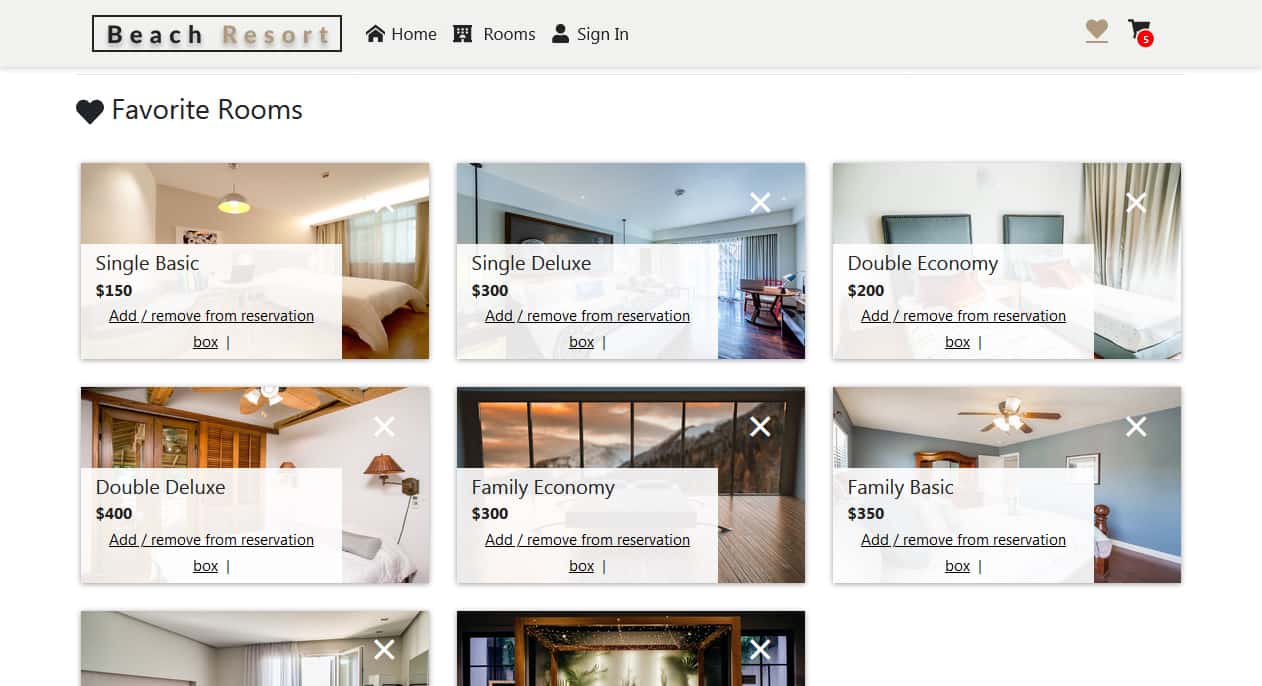 Beach Resort Home Rooms Sign In
5
Favorite Rooms
Single Basic
$150
Add / remove from reservation
box |
Single Deluxe
$300
Add / remove from reservation
box |
Double Economy
$200
Add / remove from reservation
box |
Double Deluxe
$400
Add / remove from reservation
box |
Family Economy
$300
Add / remove from reservation
box |
Family Basic
$350
Add / remove from reservation
box |